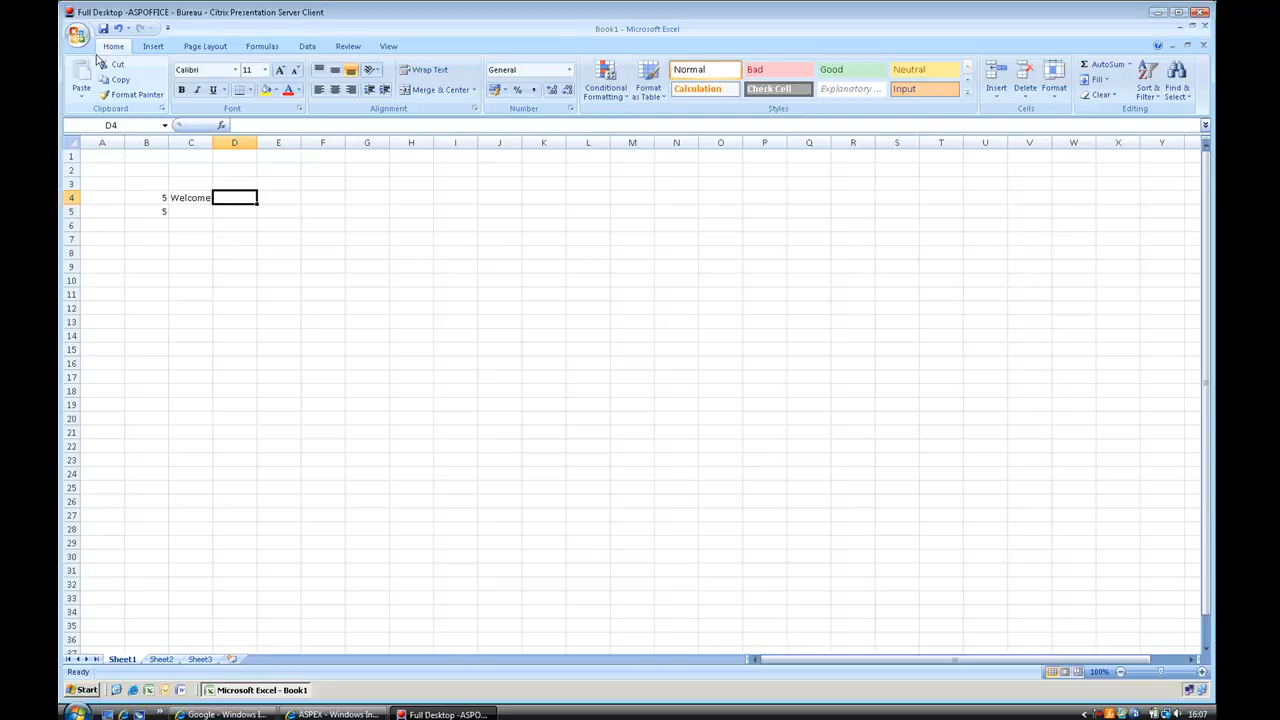 Full Desktop -ASPOFFICE - Bureau - Citrix Presentation Server Client
Book1 - Microsoft Excel
Home Insert Page Layout Formulas Data Review View
Cut
Copy
Format Painter
Paste
Clipboard
Calibri 11
B I U
Font
Wrap Text
Merge & Center
Alignment
General
%
Number
Conditional Formatting
Format as Table
Normal Bad Good Neutral
Calculation Check Cell Explanatory ... Input
Styles
Insert Delete Format
Cells
AutoSum
Fill
Clear
Sort & Filter
Find & Select
Editing
D4 fx
A B C D E F G H I J K L M N O P Q R S T U V W X Y
1
2
3
4 5 Welcome
5 5
6
7
8
9
10
11
12
13
14
15
16
17
18
19
20
21
22
23
24
25
26
27
28
29
30
31
32
33
34
35
36
37
Sheet1 Sheet2 Sheet3
Ready 100%
Start Microsoft Excel - Book1
Google - Windows I... ASPEX - Windows In... Full Desktop -ASPO... 16:07